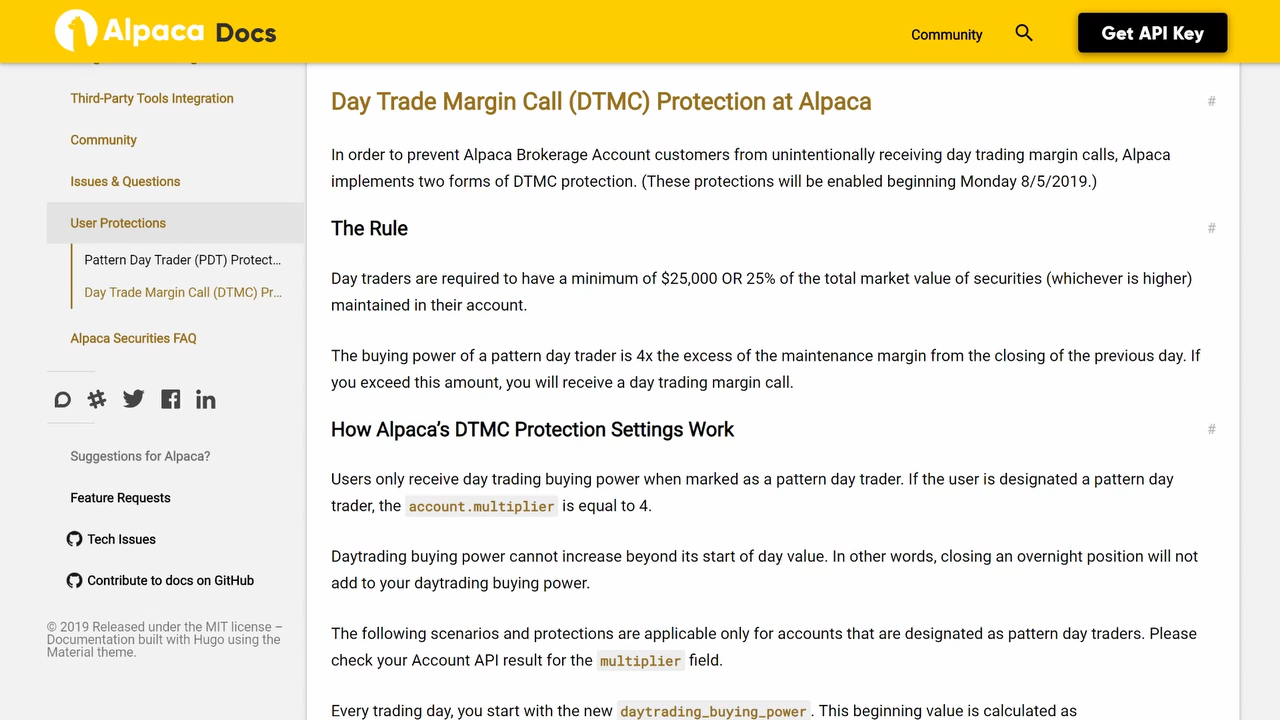 Alpaca Docs
Community
Get API Key
Third-Party Tools Integration
Community
Issues & Questions
User Protections
Pattern Day Trader (PDT) Protect...
Day Trade Margin Call (DTMC) Pr...
Alpaca Securities FAQ
Suggestions for Alpaca?
Feature Requests
Tech Issues
Contribute to docs on GitHub
© 2019 Released under the MIT license –
Documentation built with Hugo using the
Material theme.
Day Trade Margin Call (DTMC) Protection at Alpaca #
In order to prevent Alpaca Brokerage Account customers from unintentionally receiving day trading margin calls, Alpaca
implements two forms of DTMC protection. (These protections will be enabled beginning Monday 8/5/2019.)
The Rule #
Day traders are required to have a minimum of $25,000 OR 25% of the total market value of securities (whichever is higher)
maintained in their account.
The buying power of a pattern day trader is 4x the excess of the maintenance margin from the closing of the previous day. If
you exceed this amount, you will receive a day trading margin call.
How Alpaca's DTMC Protection Settings Work #
Users only receive day trading buying power when marked as a pattern day trader. If the user is designated a pattern day
trader, the account.multiplier is equal to 4.
Daytrading buying power cannot increase beyond its start of day value. In other words, closing an overnight position will not
add to your daytrading buying power.
The following scenarios and protections are applicable only for accounts that are designated as pattern day traders. Please
check your Account API result for the multiplier field.
Every trading day, you start with the new daytrading_buying_power. This beginning value is calculated as